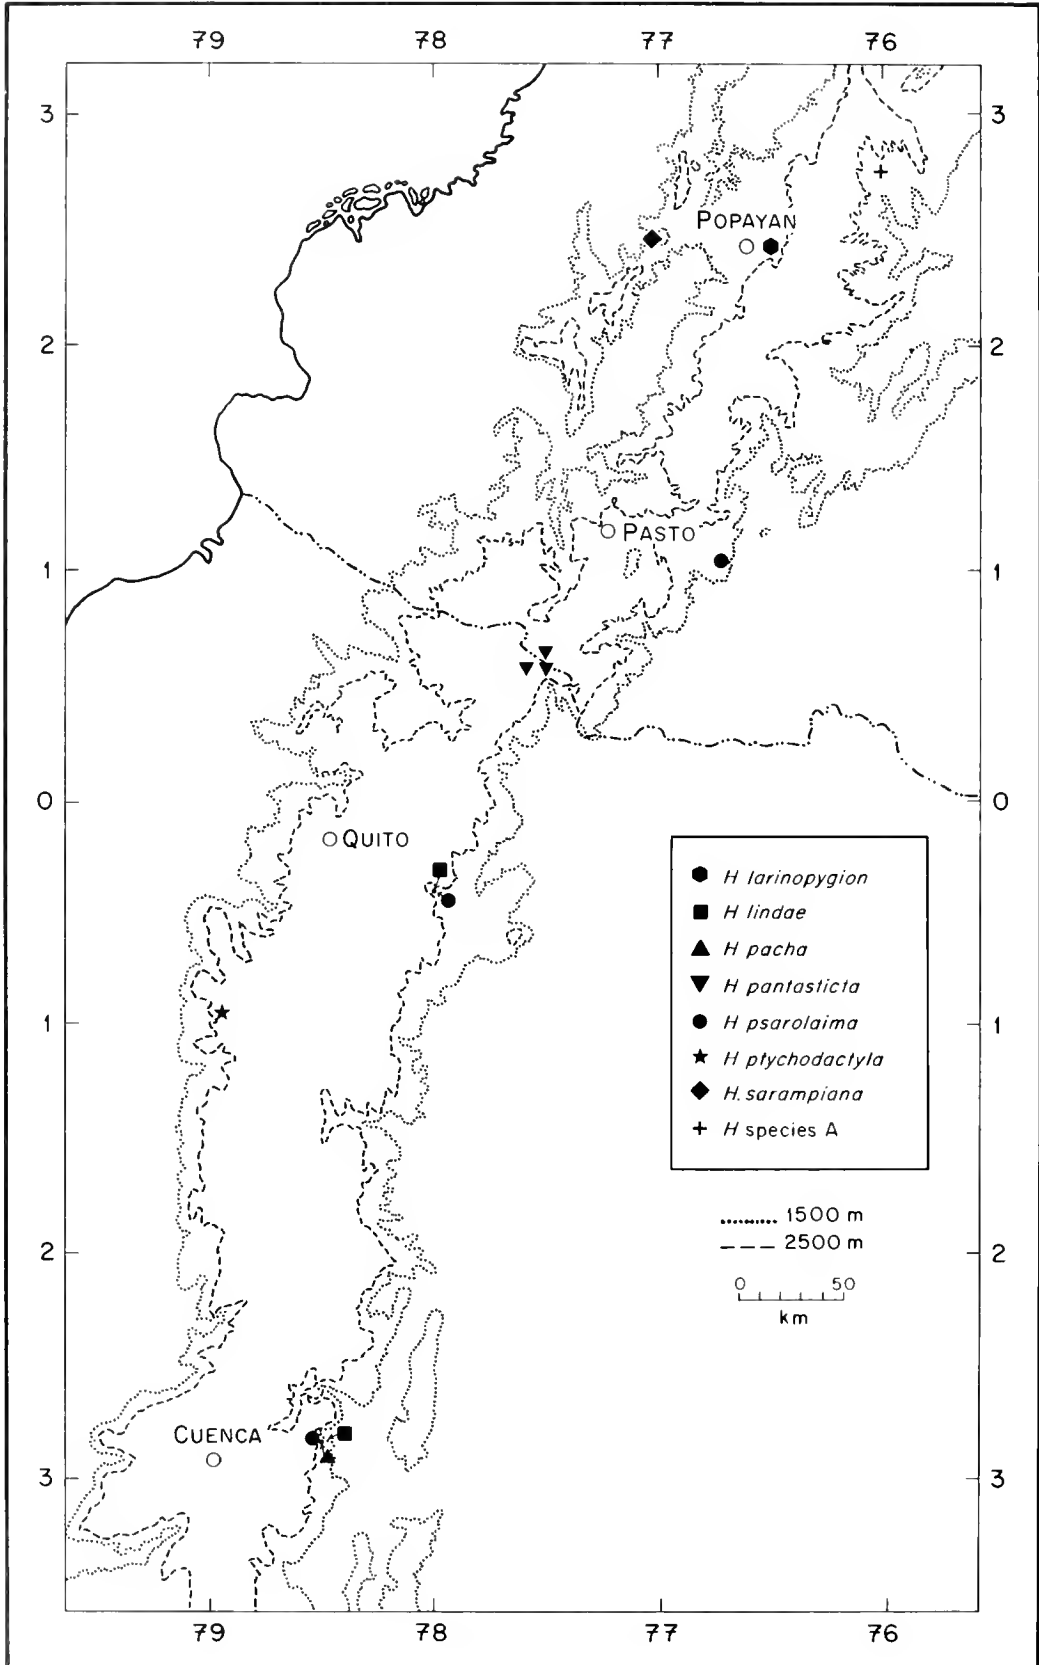 79 78 77 76
3 3
POPAYAN
2 2
PASTO
1 1
0 0
QUITO
H larinopygion
H lindae
H pacha
H pantasticta
H psarolaima
H ptychodactyla
H. sarampiana
H species A
1 1
1500 m
2500 m
2 2
0 50
km
CUENCA
3 3
79 78 77 76